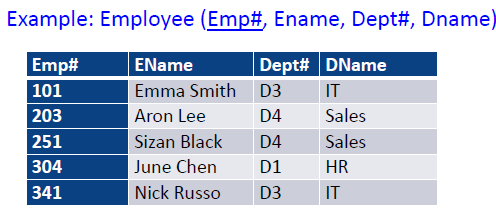 Example: Employee (Emp#, Ename, Dept#, Dname)
Emp# EName Dept# DName
101 Emma Smith D3 IT
203 Aron Lee D4 Sales
251 Sizan Black D4 Sales
304 June Chen D1 HR
341 Nick Russo D3 IT